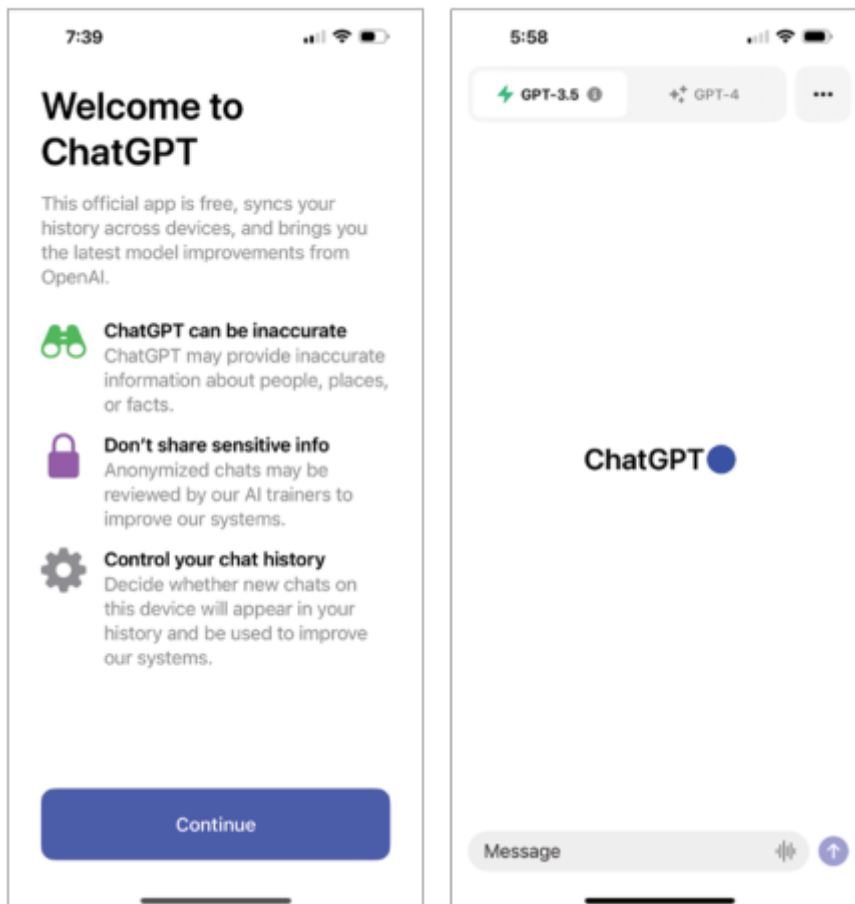 7:39
Welcome to
ChatGPT
This official app is free, syncs your
history across devices, and brings you
the latest model improvements from
OpenAI.
ChatGPT can be inaccurate
ChatGPT may provide inaccurate
information about people, places,
or facts.
Don't share sensitive info
Anonymized chats may be
reviewed by our AI trainers to
improve our systems.
Control your chat history
Decide whether new chats on
this device will appear in your
history and be used to improve
our systems.
Continue
5:58
GPT-3.5 GPT-4
ChatGPT
Message